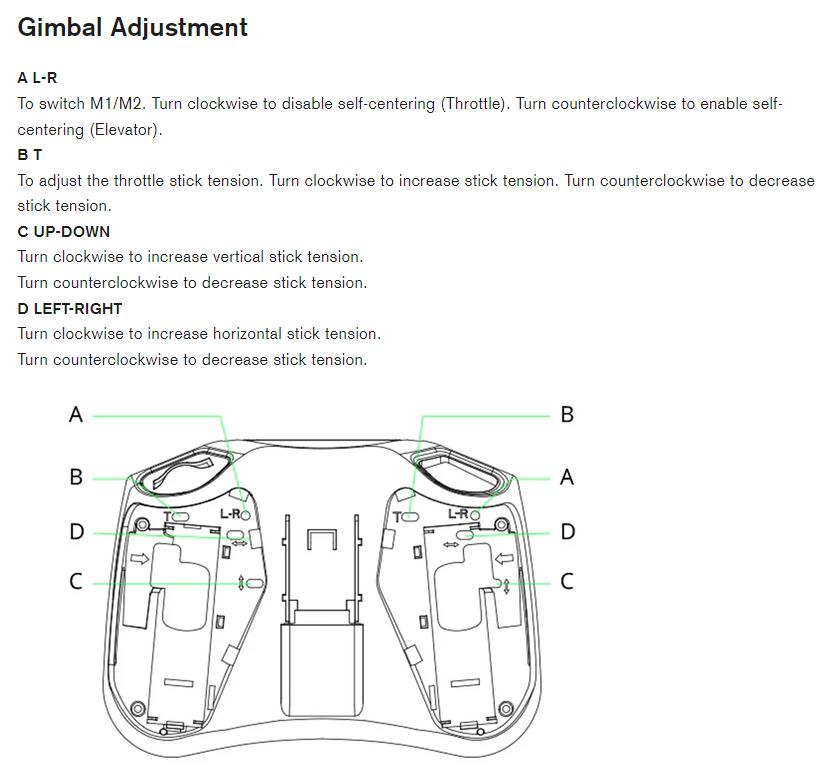 Gimbal Adjustment
A L-R
To switch M1/M2. Turn clockwise to disable self-centering (Throttle). Turn counterclockwise to enable self-
centering (Elevator).
B T
To adjust the throttle stick tension. Turn clockwise to increase stick tension. Turn counterclockwise to decrease
stick tension.
C UP-DOWN
Turn clockwise to increase vertical stick tension.
Turn counterclockwise to decrease stick tension.
D LEFT-RIGHT
Turn clockwise to increase horizontal stick tension.
Turn counterclockwise to decrease stick tension.
A B
B A
T L-R T L-R
D D
C C